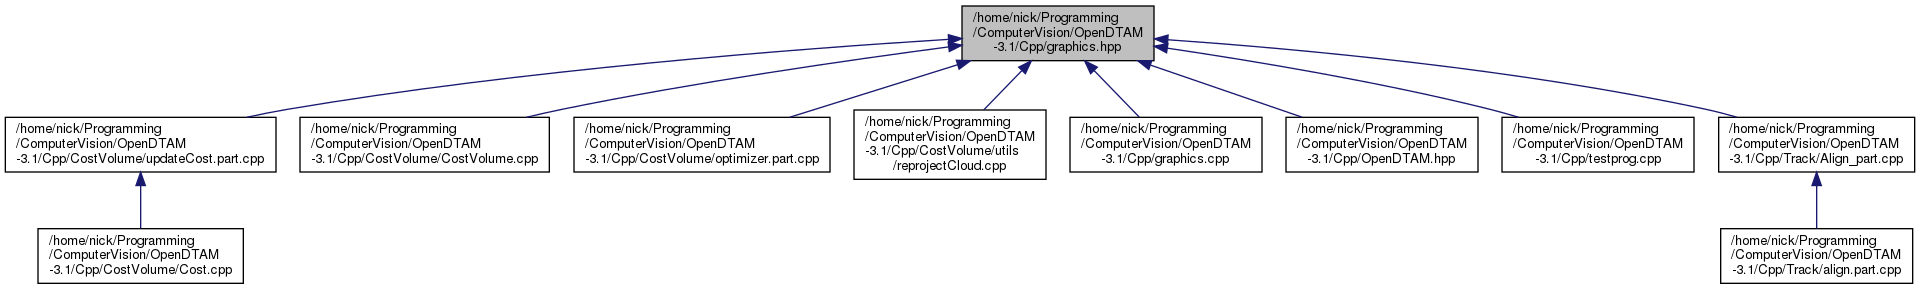 /home/nick/Programming
/ComputerVision/OpenDTAM
-3.1/Cpp/graphics.hpp
/home/nick/Programming
/ComputerVision/OpenDTAM
-3.1/Cpp/CostVolume/updateCost.part.cpp
/home/nick/Programming
/ComputerVision/OpenDTAM
-3.1/Cpp/CostVolume/CostVolume.cpp
/home/nick/Programming
/ComputerVision/OpenDTAM
-3.1/Cpp/CostVolume/optimizer.part.cpp
/home/nick/Programming
/ComputerVision/OpenDTAM
-3.1/Cpp/CostVolume/utils
/reprojectCloud.cpp
/home/nick/Programming
/ComputerVision/OpenDTAM
-3.1/Cpp/graphics.cpp
/home/nick/Programming
/ComputerVision/OpenDTAM
-3.1/Cpp/OpenDTAM.hpp
/home/nick/Programming
/ComputerVision/OpenDTAM
-3.1/Cpp/testprog.cpp
/home/nick/Programming
/ComputerVision/OpenDTAM
-3.1/Cpp/Track/Align_part.cpp
/home/nick/Programming
/ComputerVision/OpenDTAM
-3.1/Cpp/CostVolume/Cost.cpp
/home/nick/Programming
/ComputerVision/OpenDTAM
-3.1/Cpp/Track/align.part.cpp